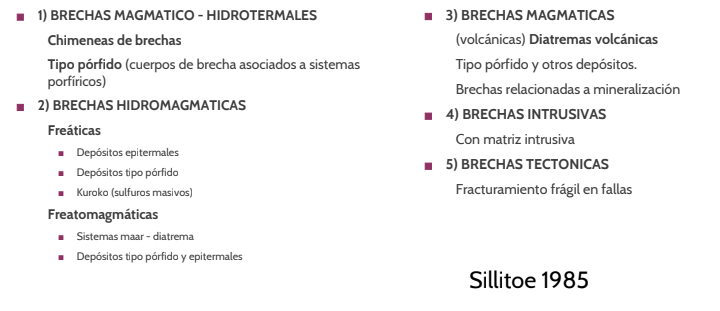 1) BRECHAS MAGMATICO - HIDROTERMALES
Chimeneas de brechas
Tipo pórfido (cuerpos de brecha asociados a sistemas
porfíricos)
2) BRECHAS HIDROMAGMATICAS
Freáticas
Depósitos epitermales
Depósitos tipo pórfido
Kuroko (sulfuros masivos)
Freatomagmáticas
Sistemas maar - diatrema
Depósitos tipo pórfido y epitermales
3) BRECHAS MAGMATICAS
(volcánicas) Diatremas volcánicas
Tipo pórfido y otros depósitos.
Brechas relacionadas a mineralización
4) BRECHAS INTRUSIVAS
Con matriz intrusiva
5) BRECHAS TECTONICAS
Fracturamiento frágil en fallas
Sillitoe 1985